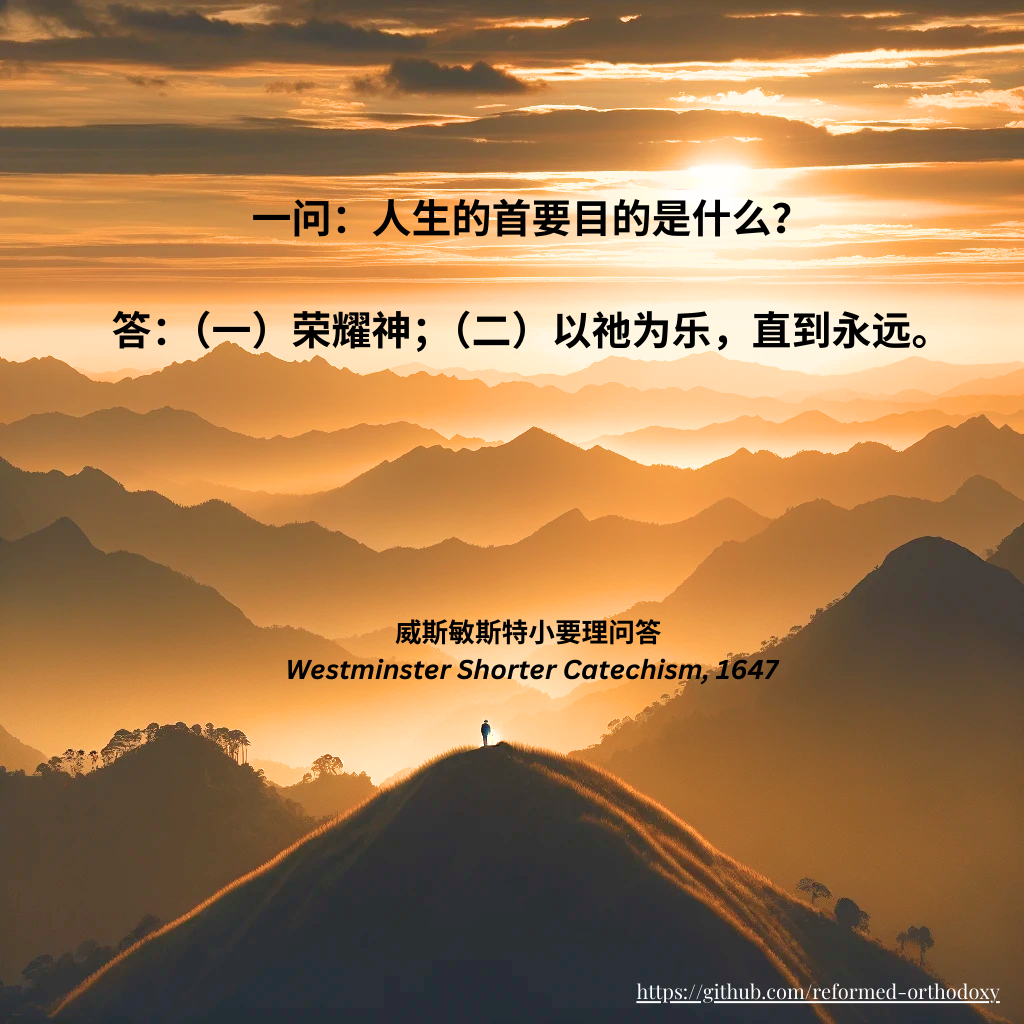 一问：人生的首要目的是什么？
答：（一）荣耀神；（二）以祂为乐，直到永远。
威斯敏斯特小要理问答
Westminster Shorter Catechism, 1647
https://github.com/reformed-orthodoxy